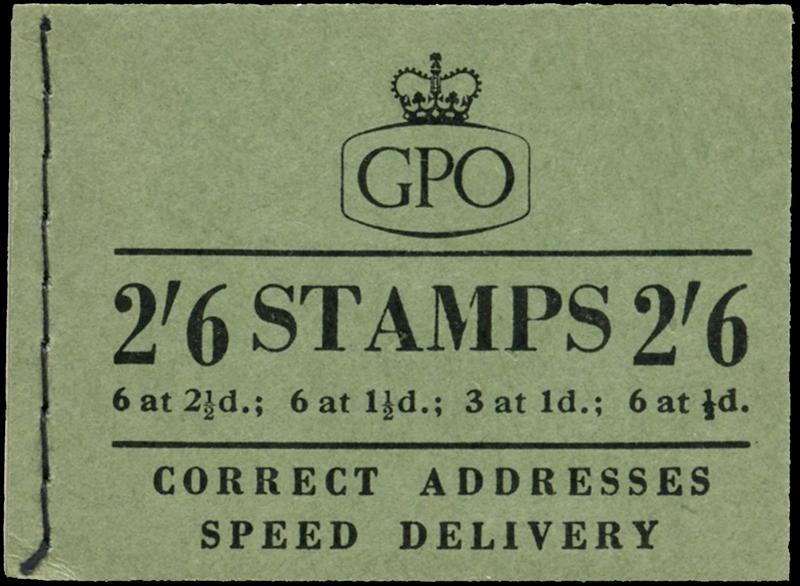 GPO
2'6 STAMPS 2'6
6 at 2½d.; 6 at 1½d.; 3 at 1d.; 6 at ½d.
CORRECT ADDRESSES
SPEED DELIVERY